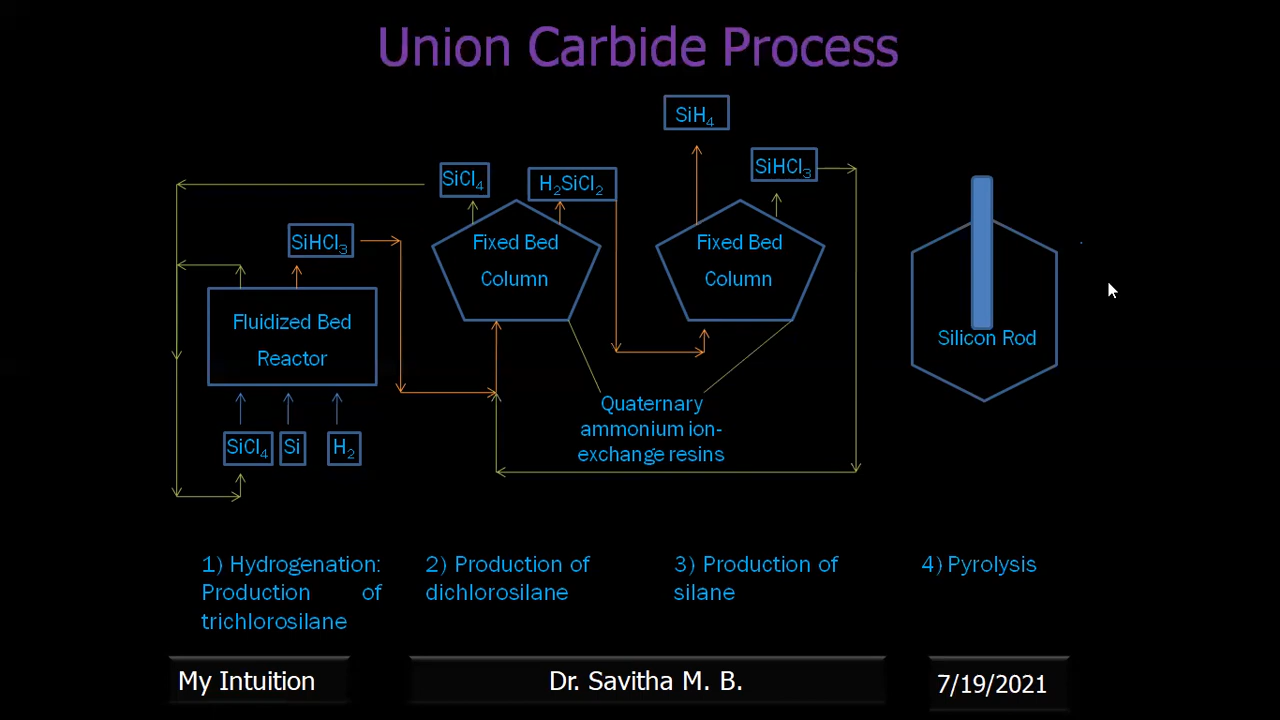 Union Carbide Process
SiH₄
SiHCl₃
SiCl₄
H₂SiCl₂
SiHCl₃
Fixed Bed
Column
Fixed Bed
Column
Fluidized Bed
Reactor
Silicon Rod
Quaternary
ammonium ion-
exchange resins
SiCl₄
Si
H₂
1) Hydrogenation:
Production of
trichlorosilane
2) Production of
dichlorosilane
3) Production of
silane
4) Pyrolysis
My Intuition
Dr. Savitha M. B.
7/19/2021